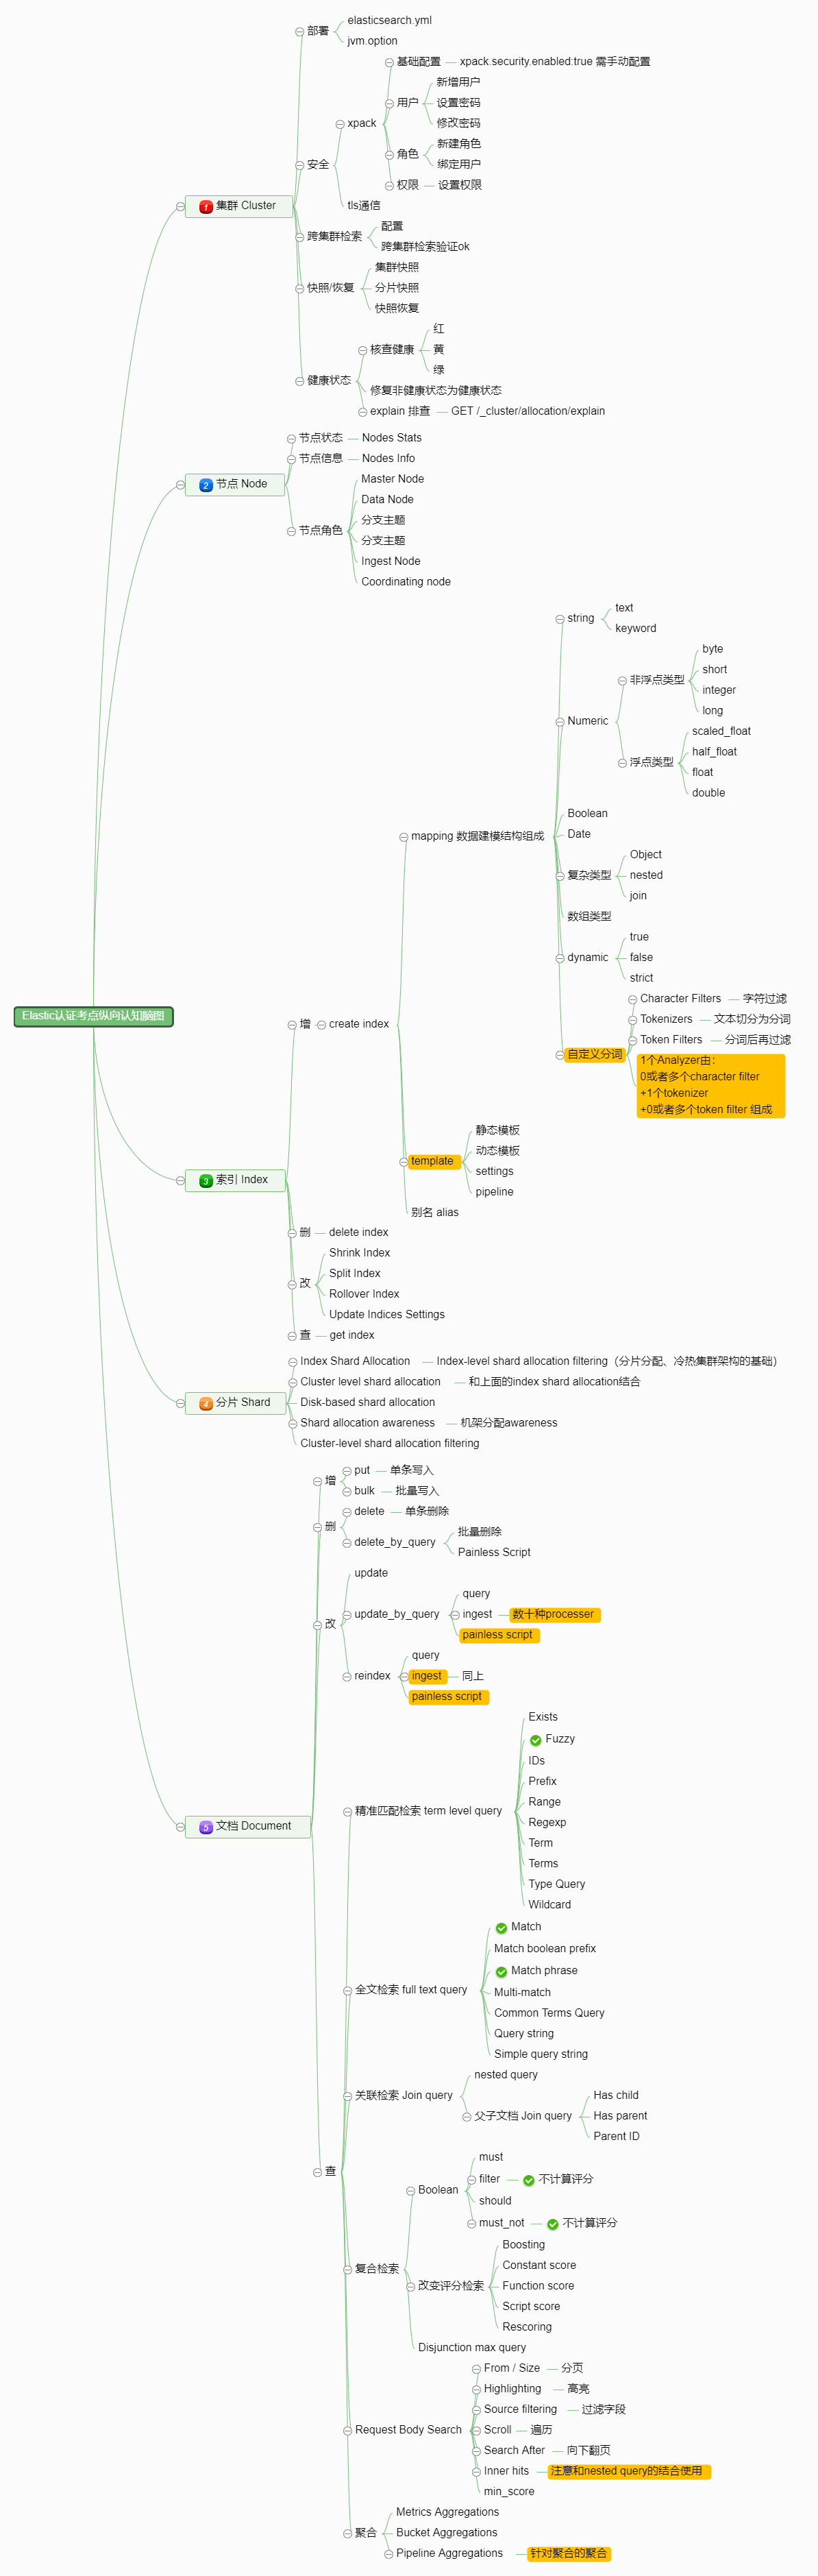 Elastic认证考点纵向认知脑图
1 集群 Cluster
部署
elasticsearch.yml
jvm.option
安全
xpack
基础配置
xpack.security.enabled:true 需手动配置
用户
新增用户
设置密码
修改密码
角色
新建角色
绑定用户
权限
设置权限
tls通信
跨集群检索
配置
跨集群检索验证ok
快照/恢复
集群快照
分片快照
快照恢复
健康状态
核查健康
红
黄
绿
修复非健康状态为健康状态
explain 排查
GET /_cluster/allocation/explain
2 节点 Node
节点状态
Nodes Stats
节点信息
Nodes Info
节点角色
Master Node
Data Node
分支主题
分支主题
Ingest Node
Coordinating node
3 索引 Index
增
create index
mapping 数据建模结构组成
string
text
keyword
Numeric
非浮点类型
byte
short
integer
long
浮点类型
scaled_float
half_float
float
double
Boolean
Date
复杂类型
Object
nested
join
数组类型
dynamic
true
false
strict
自定义分词
Character Filters
字符过滤
Tokenizers
文本切分为分词
Token Filters
分词后再过滤
1个Analyzer由：
0或者多个character filter
+1个tokenizer
+0或者多个token filter 组成
template
静态模板
动态模板
settings
pipeline
别名 alias
删
delete index
改
Shrink Index
Split Index
Rollover Index
Update Indices Settings
查
get index
4 分片 Shard
Index Shard Allocation
Index-level shard allocation filtering（分片分配、冷热集群架构的基础）
Cluster level shard allocation
和上面的index shard allocation结合
Disk-based shard allocation
Shard allocation awareness
机架分配awareness
Cluster-level shard allocation filtering
5 文档 Document
增
put
单条写入
bulk
批量写入
删
delete
单条删除
delete_by_query
批量删除
Painless Script
改
update
update_by_query
query
ingest
数十种processer
painless script
reindex
query
ingest
同上
painless script
查
精准匹配检索 term level query
Exists
Fuzzy
IDs
Prefix
Range
Regexp
Term
Terms
Type Query
Wildcard
全文检索 full text query
Match
Match boolean prefix
Match phrase
Multi-match
Common Terms Query
Query string
Simple query string
关联检索 Join query
nested query
父子文档 Join query
Has child
Has parent
Parent ID
复合检索
Boolean
must
filter
不计算评分
should
must_not
不计算评分
改变评分检索
Boosting
Constant score
Function score
Script score
Rescoring
Disjunction max query
Request Body Search
From / Size
分页
Highlighting
高亮
Source filtering
过滤字段
Scroll
遍历
Search After
向下翻页
Inner hits
注意和nested query的结合使用
min_score
聚合
Metrics Aggregations
Bucket Aggregations
Pipeline Aggregations
针对聚合的聚合